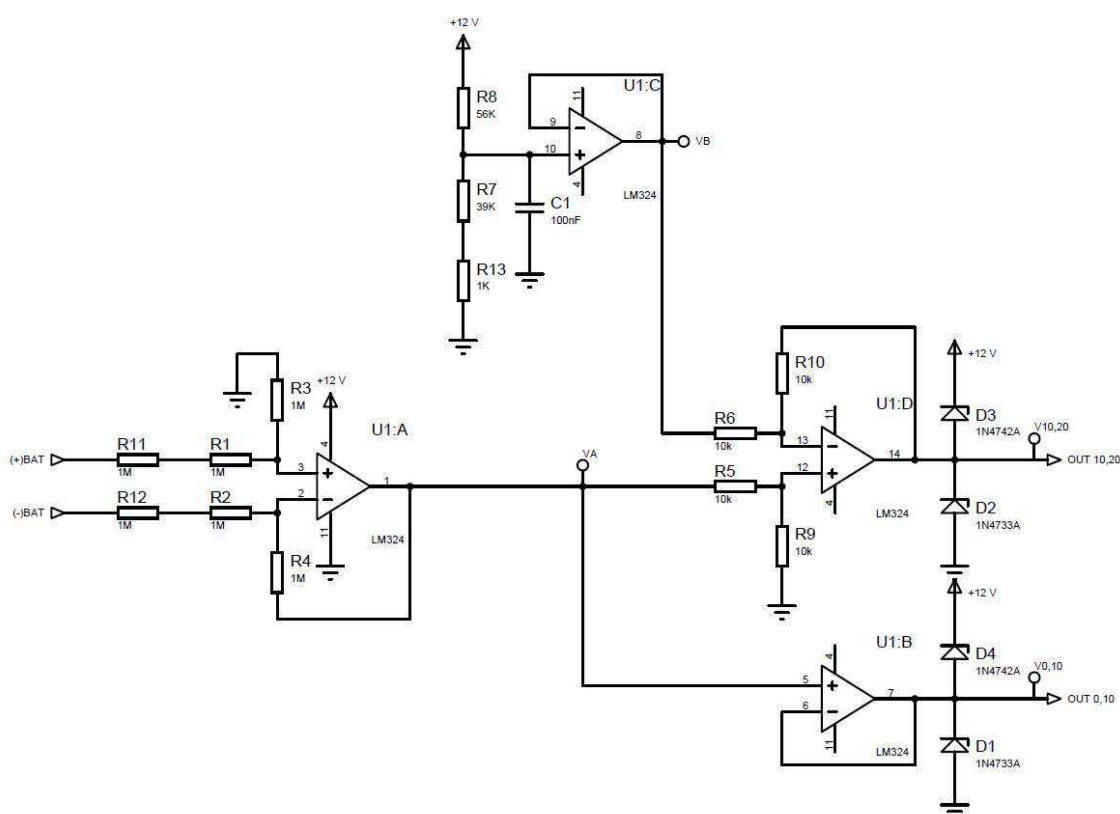 +12 V
R8
56K
R7
39K
R13
1K
C1
100nF
U1:C
11
9
10
8
4
LM324
VB
R3
1M
+12 V
U1:A
(+)BAT
R11
1M
R1
1M
4
3
1
(-)BAT
R12
1M
R2
1M
2
11
LM324
R4
1M
VA
R10
10k
R6
10k
R5
10k
R9
10k
U1:D
11
13
12
14
4
LM324
+12 V
D3
1N4742A
V10,20
OUT 10,20
D2
1N4733A
+12 V
U1:B
4
5
6
7
11
LM324
D4
1N4742A
V0,10
OUT 0,10
D1
1N4733A